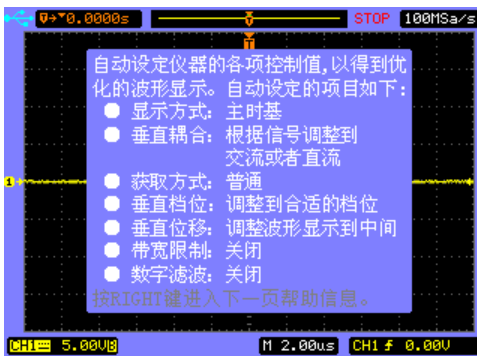 T→▼0.0000s T STOP 100MSa/s
T
自动设定仪器的各项控制值,以得到优
化的波形显示。自动设定的项目如下:
● 显示方式: 主时基
● 垂直耦合: 根据信号调整到
交流或者直流
● 获取方式: 普通
● 垂直档位: 调整到合适的档位
● 垂直位移: 调整波形显示到中间
● 带宽限制: 关闭
● 数字滤波: 关闭
按RIGHT键进入下一页帮助信息。
1
CH1 5.00VB M 2.00us CH1 0.00V